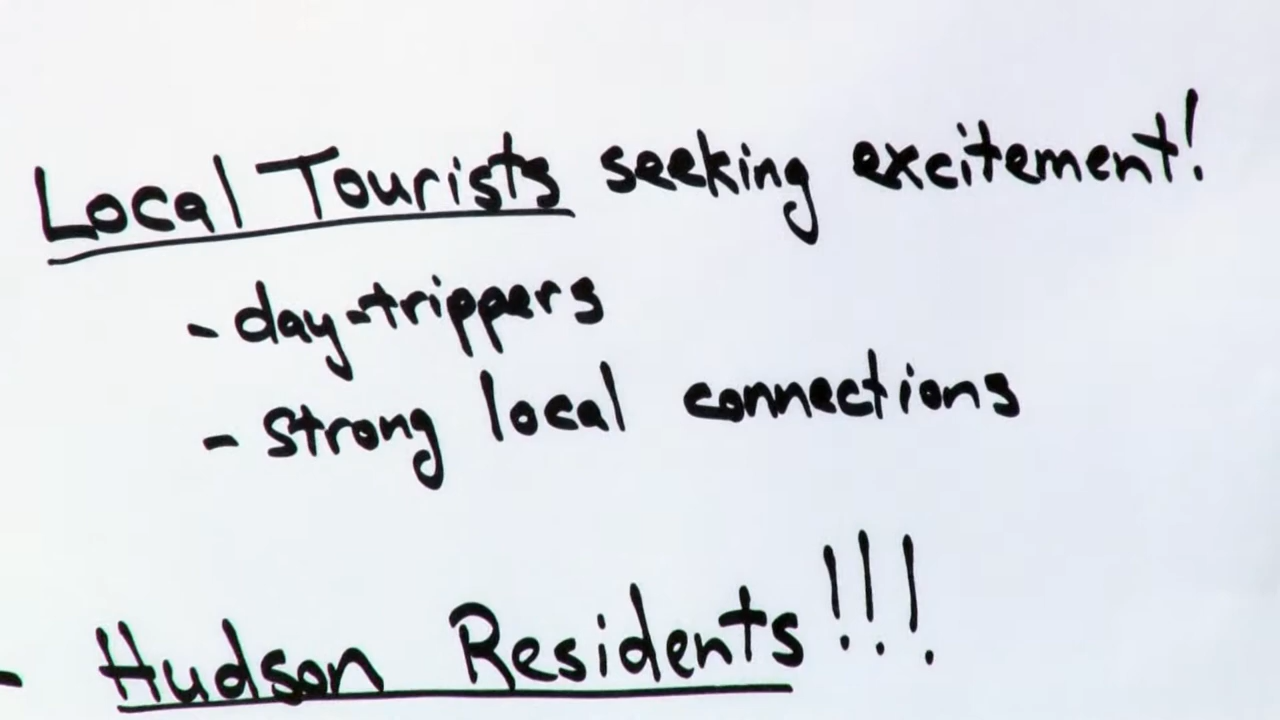 Local Tourists seeking excitement!
- day-trippers
- strong local connections
- Hudson Residents!!!